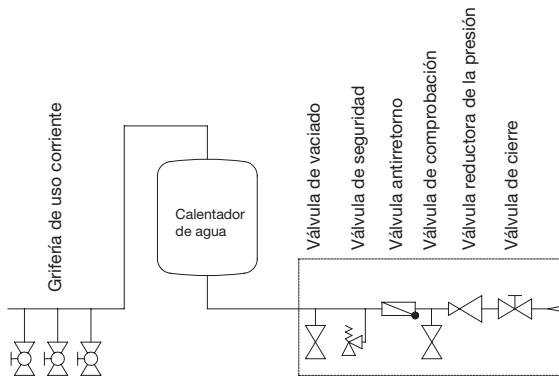 Grifería de uso corriente
Calentador
de agua
Válvula de vaciado
Válvula de seguridad
Válvula antirretorno
Válvula de comprobación
Válvula reductora de la presión
Válvula de cierre